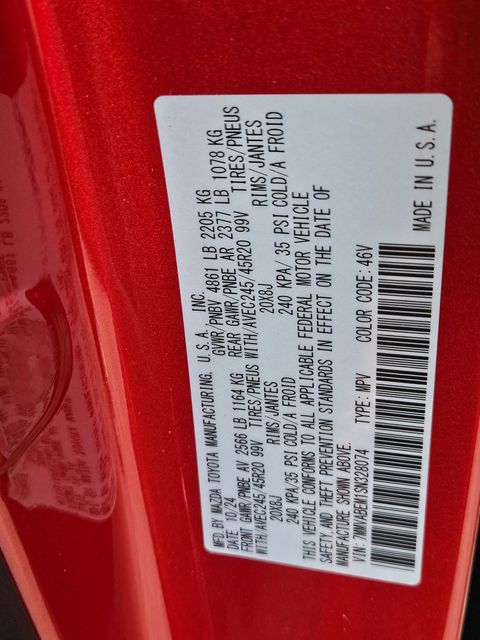 MFD. BY MAZDA TOYOTA MANUFACTURING, U.S.A., INC.
DATE 10/24 GVWR/PNBV 4861 LB 2205 KG
FRONT GAWR/PNBE AV 2566 LB 1164 KG REAR GAWR/PNBE AR 2377 LB 1078 KG
WITH/AVEC245/45R20 99V TIRES/PNEUS WITH/AVEC245/45R20 99V TIRES/PNEUS
20X8J RIMS/JANTES 20X8J RIMS/JANTES
240 KPA/ 35 PSI COLD/A FROID 240 KPA/ 35 PSI COLD/A FROID
THIS VEHICLE CONFORMS TO ALL APPLICABLE FEDERAL MOTOR VEHICLE
SAFETY, AND THEFT PREVENTION STANDARDS IN EFFECT ON THE DATE OF
MANUFACTURE SHOWN ABOVE.
7MMVABEM1SN328074 TYPE: MPV COLOR CODE: 46V
MADE IN U.S.A.